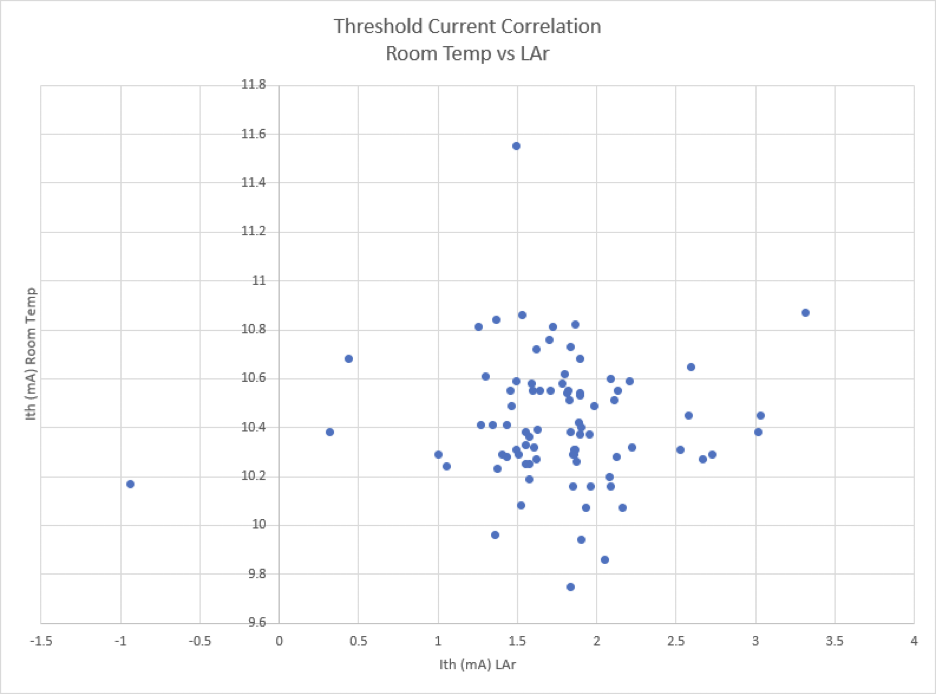 Threshold Current Correlation
Room Temp vs LAr
11.8
11.6
11.4
11.2
11
10.8
10.6
10.4
10.2
10
9.8
9.6
Ith (mA) Room Temp
-1.5 -1 -0.5 0 0.5 1 1.5 2 2.5 3 3.5 4
Ith (mA) LAr